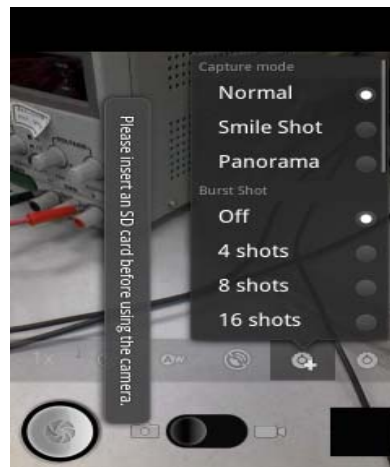 Capture mode
Normal
Smile Shot
Panorama
Burst Shot
Off
4 shots
8 shots
16 shots
Please insert an SD card before using the camera.
1x